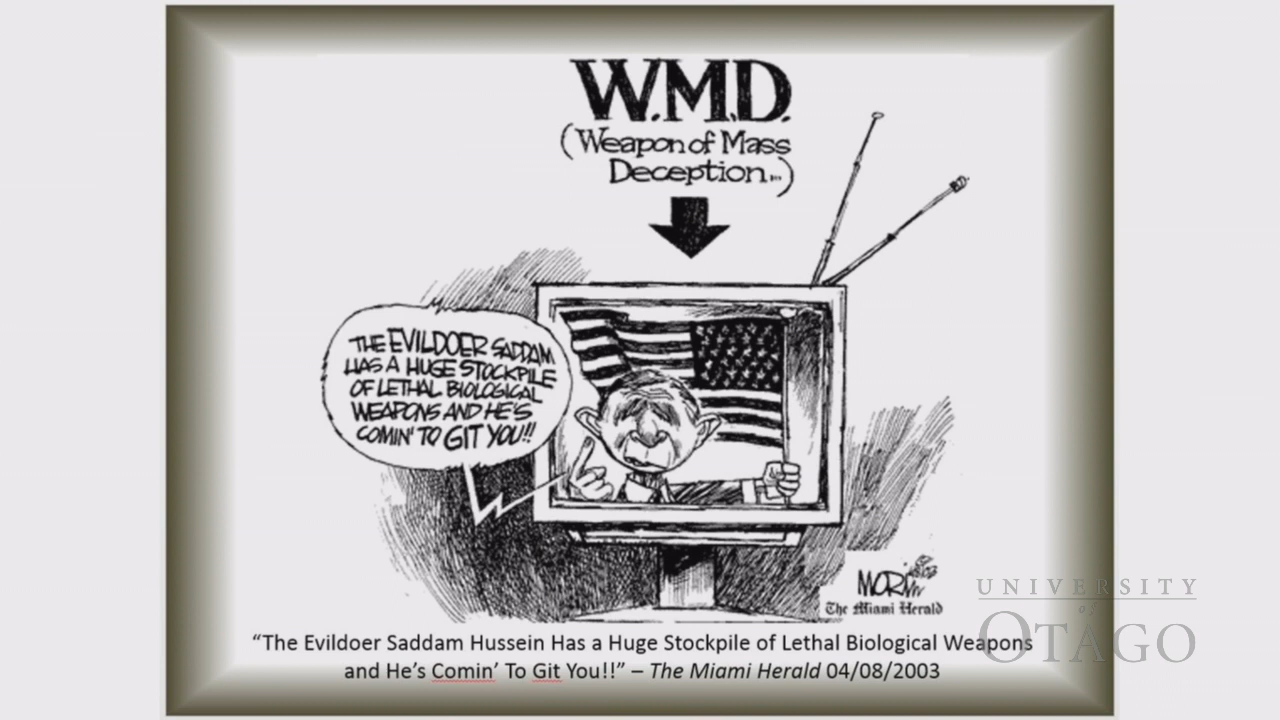 W.M.D.
(Weapon of Mass
Deception...)
THE EVILDOER SADDAM
HAS A HUGE STOCKPILE
OF LETHAL BIOLOGICAL
WEAPONS AND HE'S
COMIN' TO GIT YOU!!
MORIN
The Miami Herald
UNIVERSITY
of
OTAGO
“The Evildoer Saddam Hussein Has a Huge Stockpile of Lethal Biological Weapons
and He’s Comin’ To Git You!!” – The Miami Herald 04/08/2003